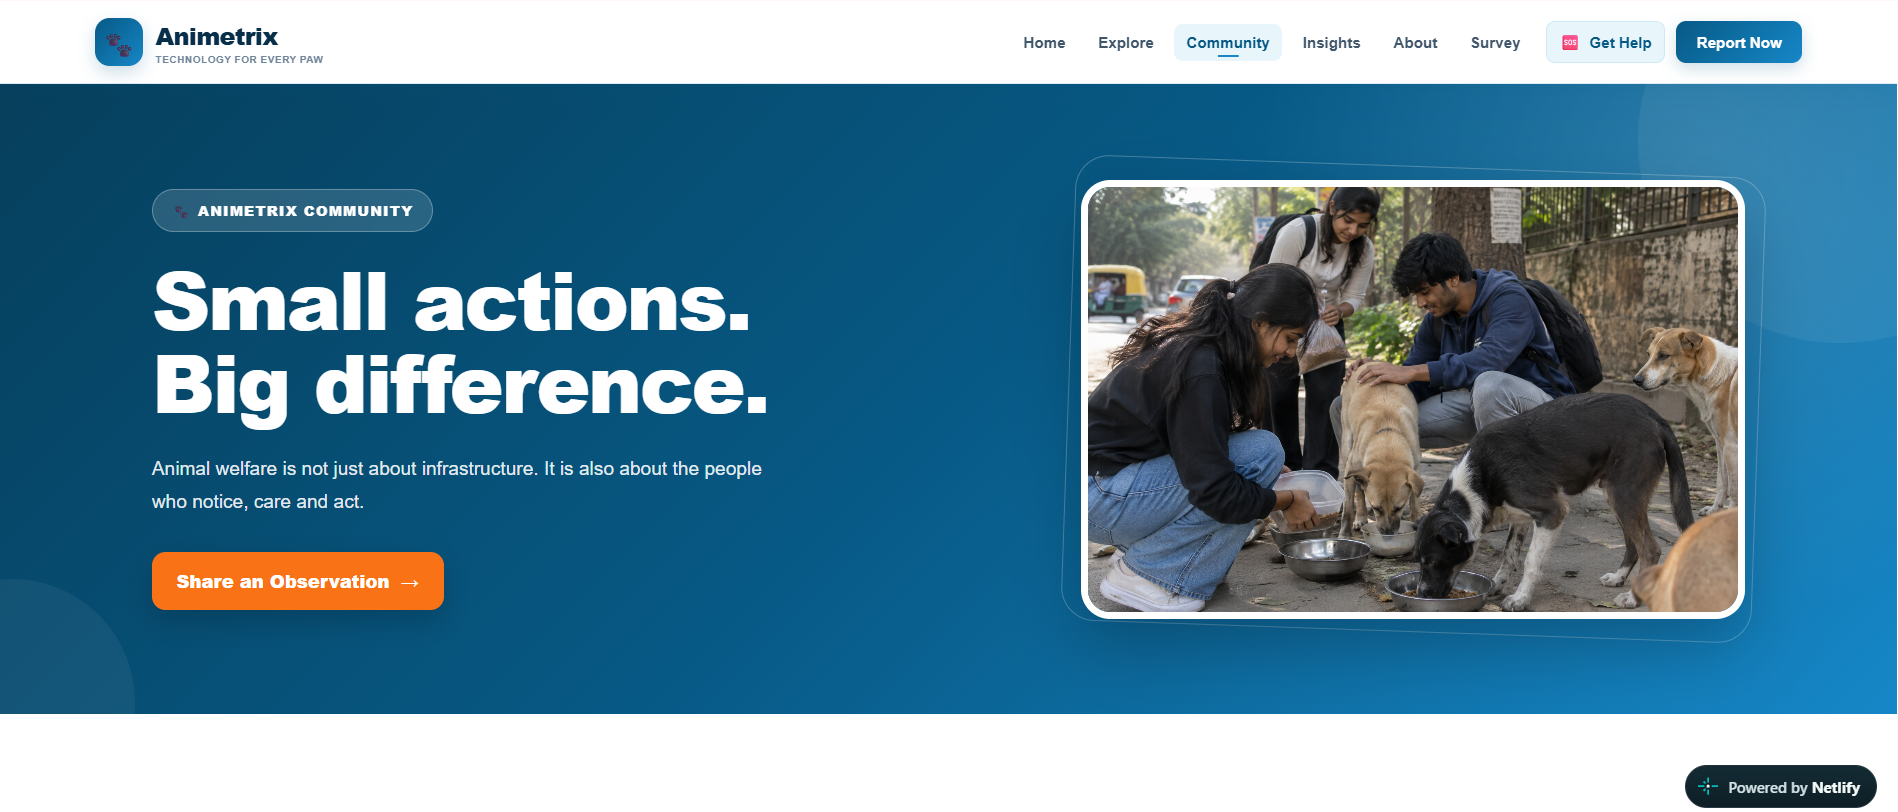 Animetrix
TECHNOLOGY FOR EVERY PAW
Home
Explore
Community
Insights
About
Survey
SOS
Get Help
Report Now
ANIMETRIX COMMUNITY
Small actions.
Big difference.
Animal welfare is not just about infrastructure. It is also about the people
who notice, care and act.
Share an Observation →
Powered by Netlify